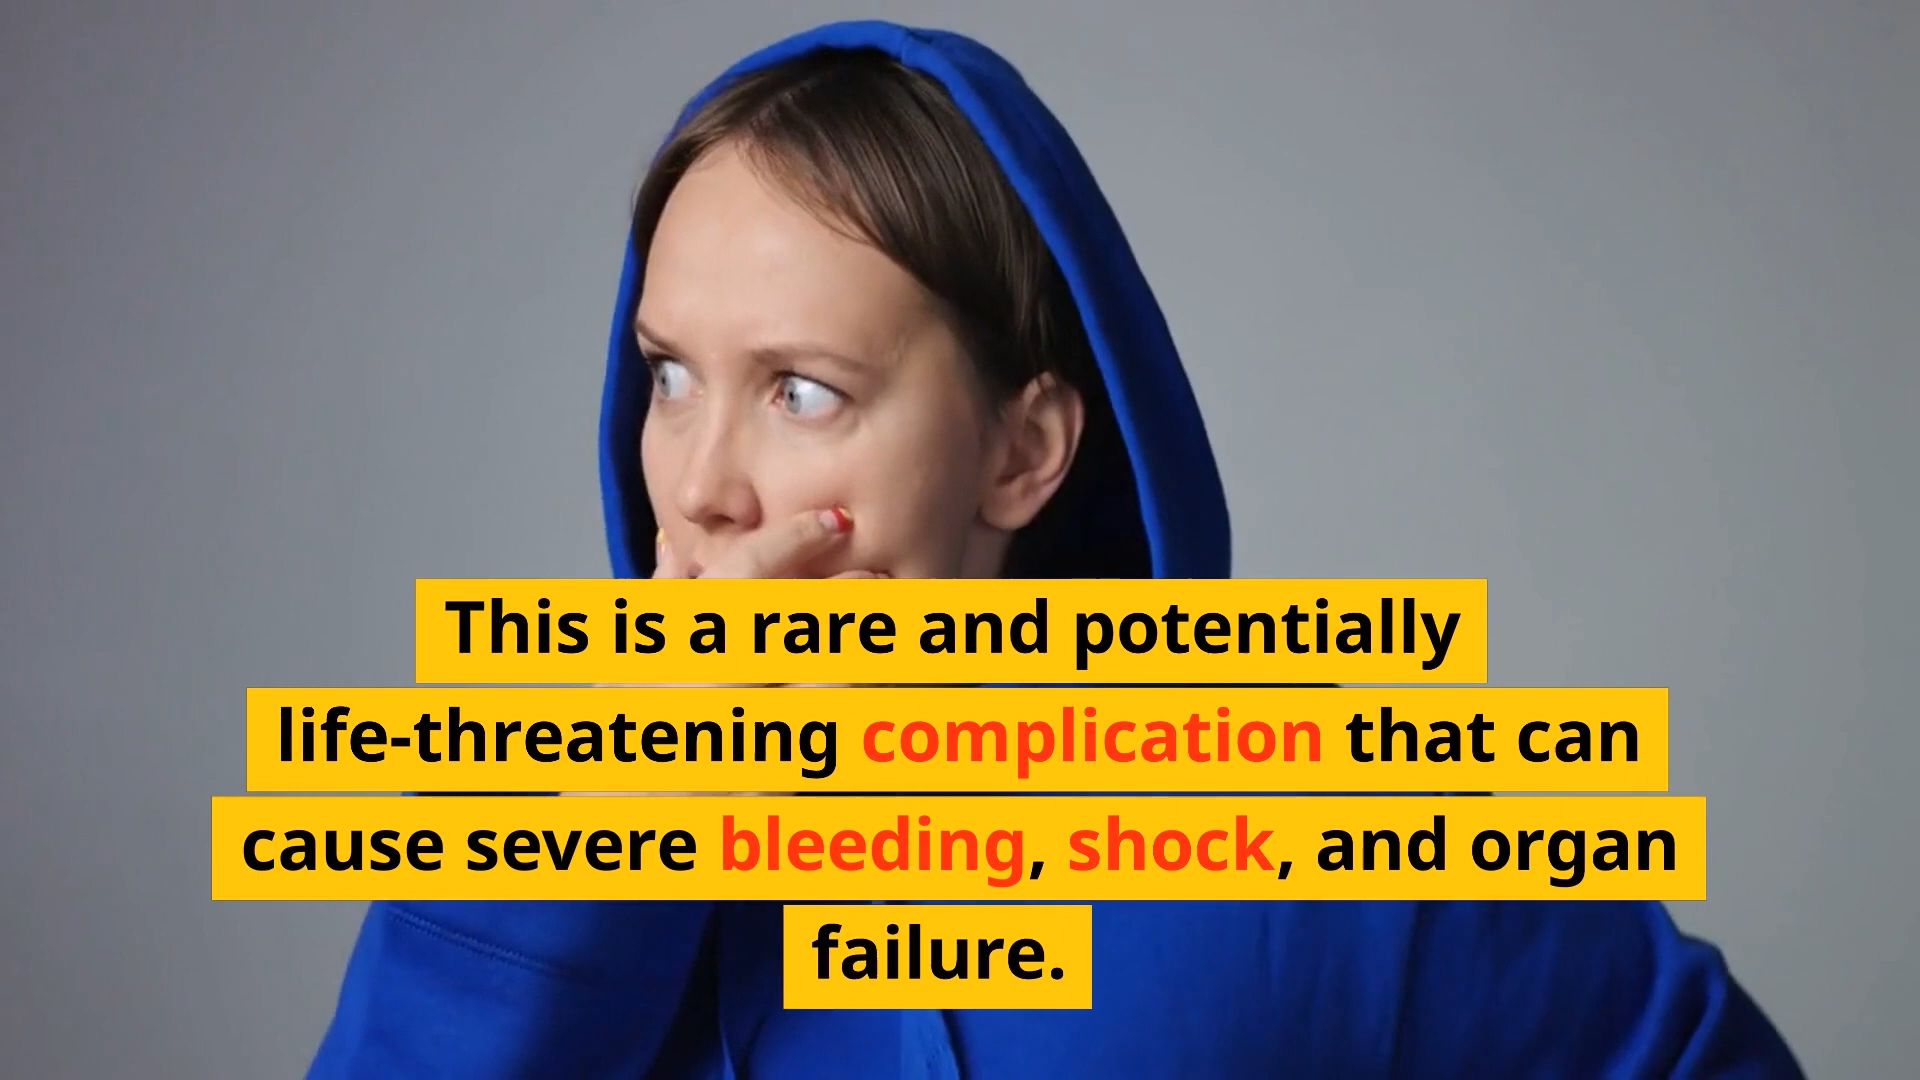 This is a rare and potentially
life-threatening complication that can
cause severe bleeding, shock, and organ
failure.